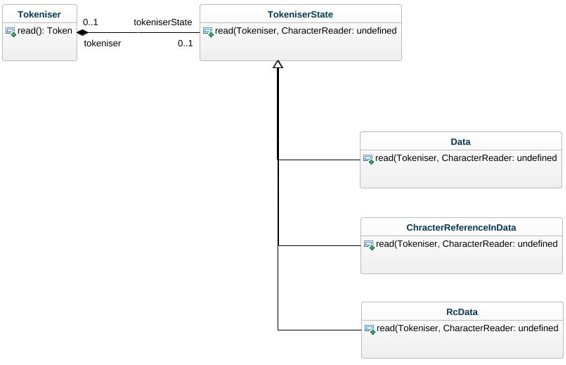 Tokeniser
read(): Token
0..1
tokeniserState
tokeniser
0..1
TokeniserState
read(Tokeniser, CharacterReader: undefined
Data
read(Tokeniser, CharacterReader: undefined
ChracterReferenceInData
read(Tokeniser, CharacterReader: undefined
RcData
read(Tokeniser, CharacterReader: undefined